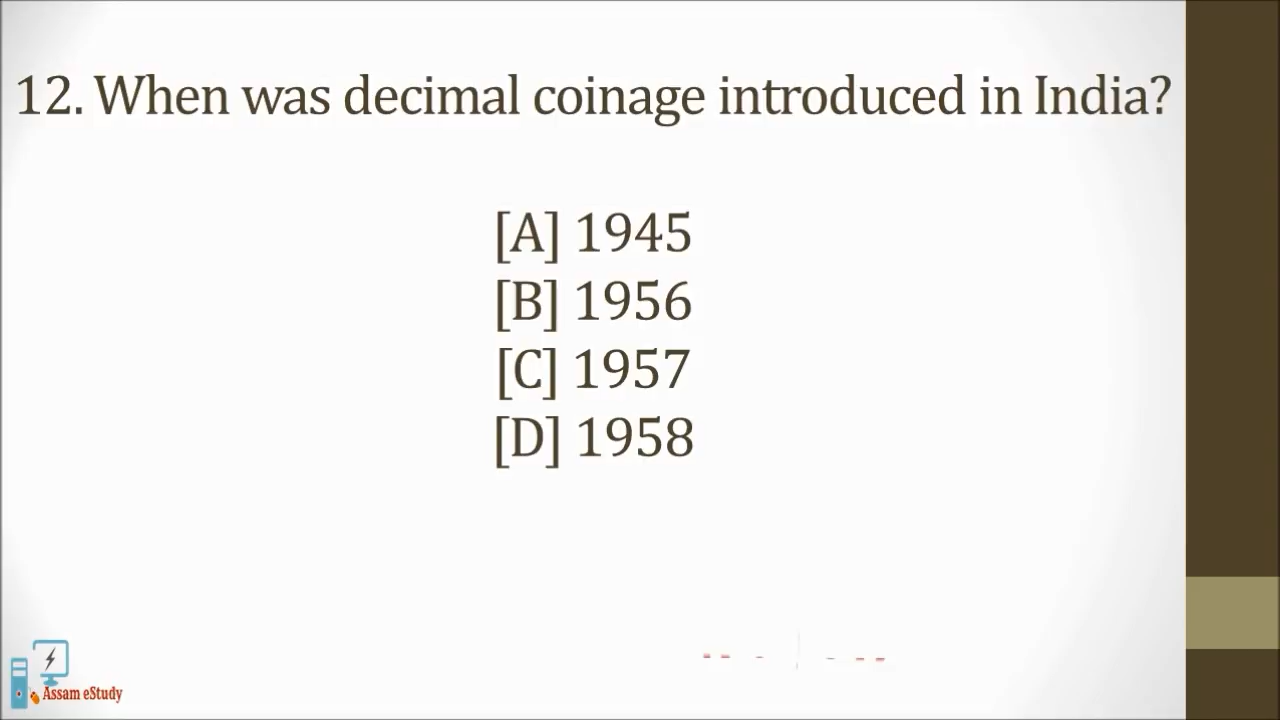 12. When was decimal coinage introduced in India?
[A] 1945
[B] 1956
[C] 1957
[D] 1958
Assam eStudy